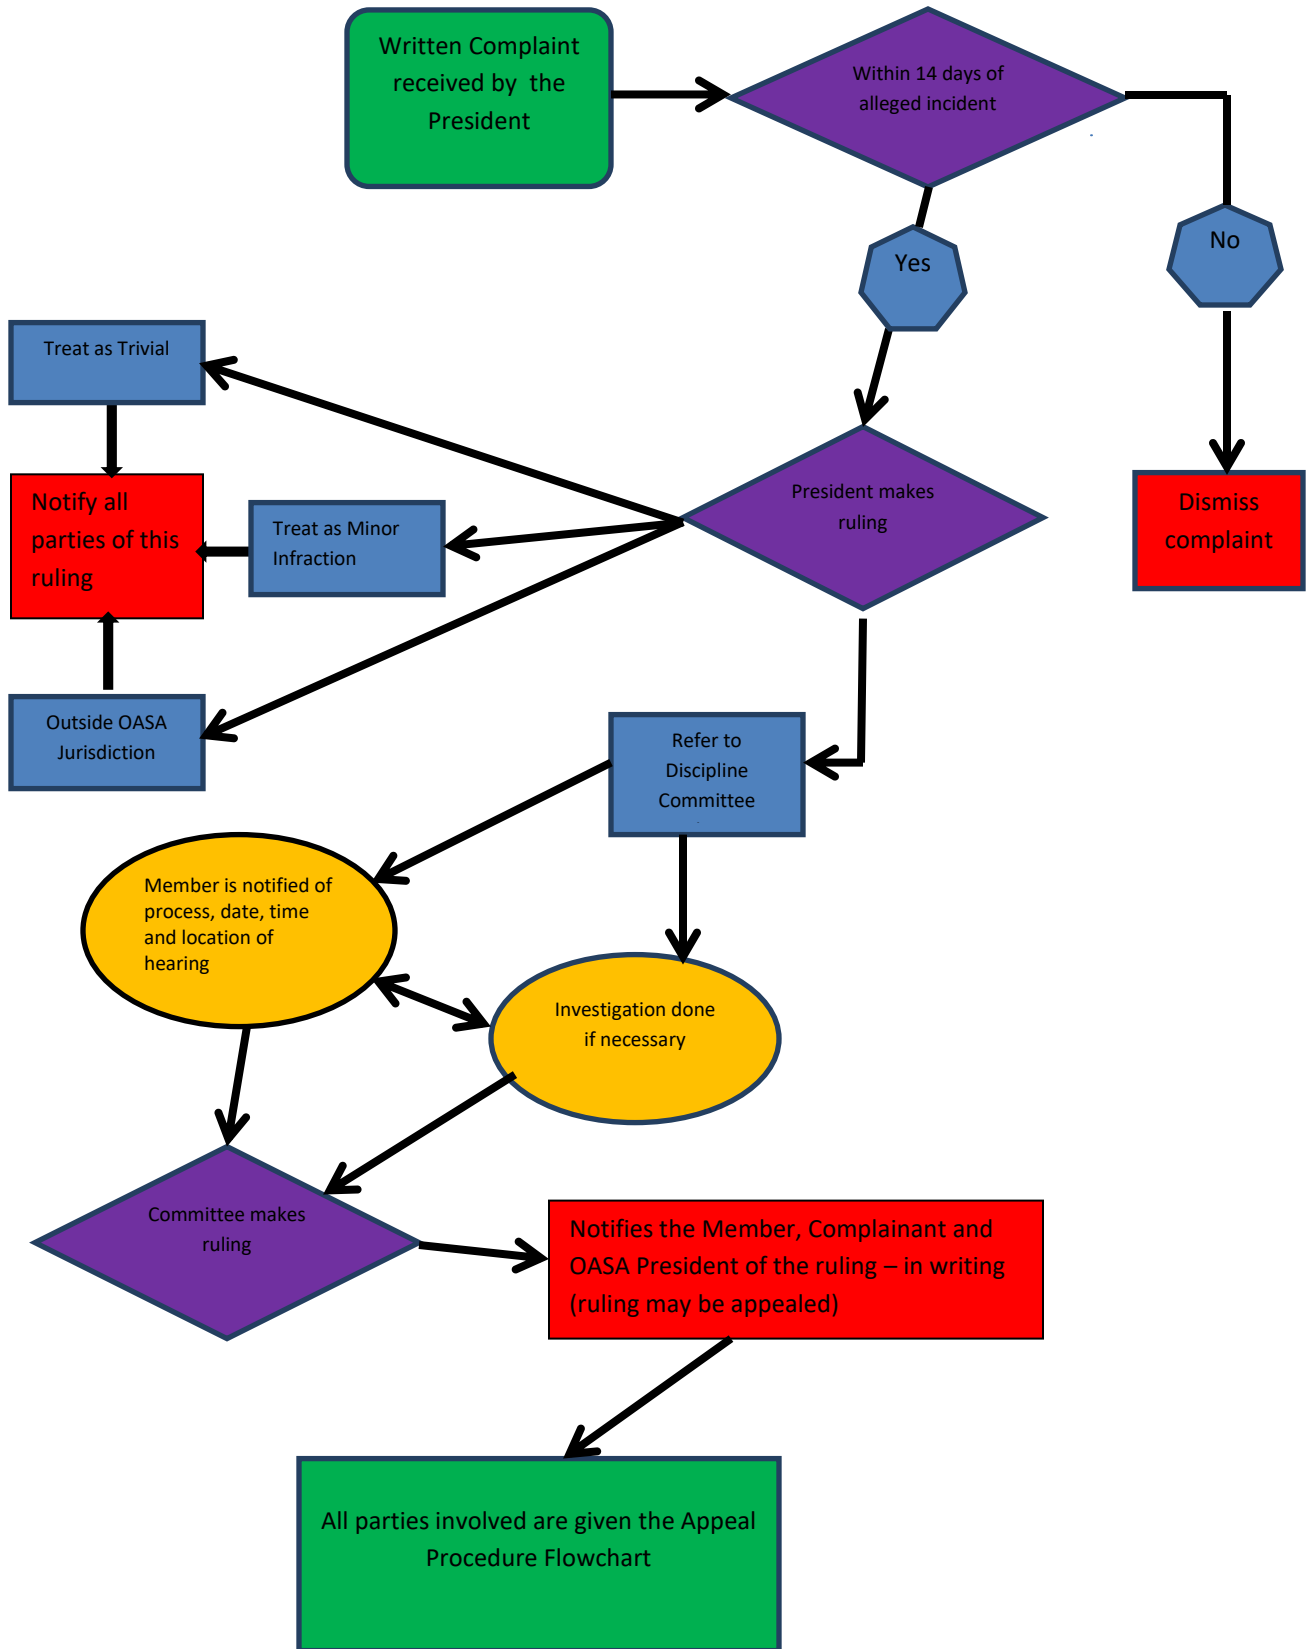 Written Complaint
received by the
President
Within 14 days of
alleged incident
Yes
No
Treat as Trivial
Notify all
parties of this
ruling
Treat as Minor
Infraction
President makes
ruling
Dismiss
complaint
Outside OASA
Jurisdiction
Refer to
Discipline
Committee
Member is notified of
process, date, time
and location of
hearing
Investigation done
if necessary
Committee makes
ruling
Notifies the Member, Complainant and
OASA President of the ruling – in writing
(ruling may be appealed)
All parties involved are given the Appeal
Procedure Flowchart